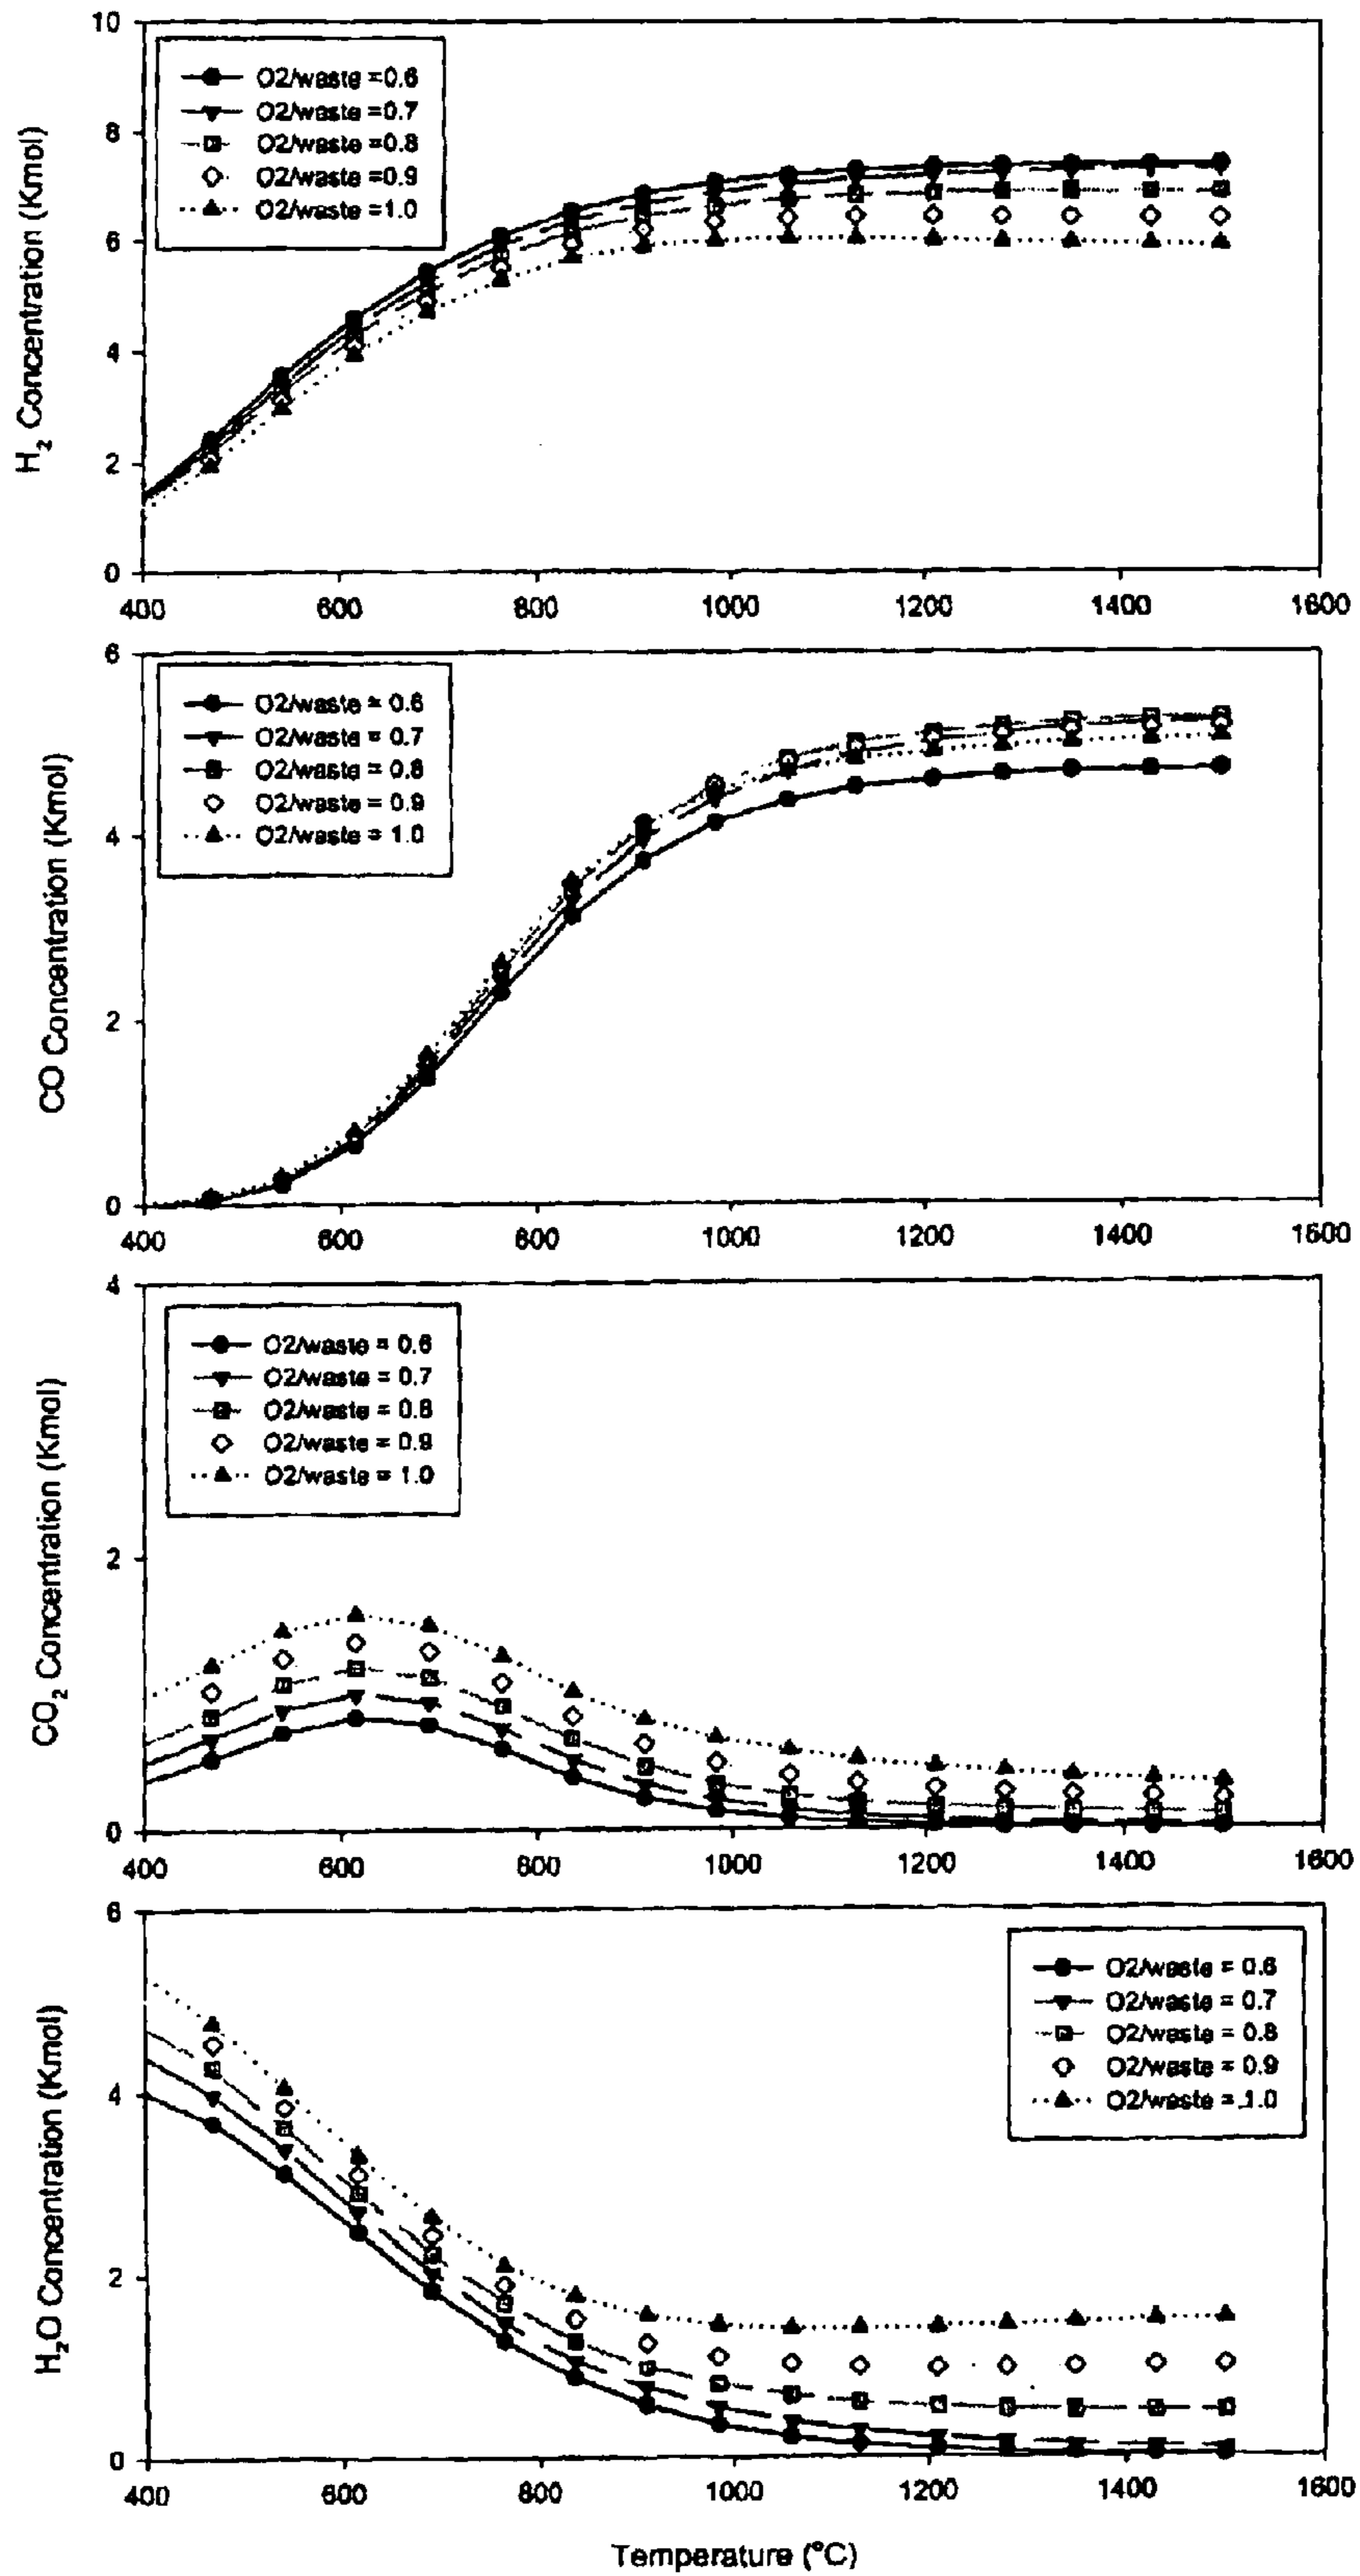 H₂ Concentration (Kmol)
10
8
6
4
2
0
O2/waste =0.6
O2/waste =0.7
O2/waste =0.8
O2/waste =0.9
O2/waste =1.0
400 600 800 1000 1200 1400 1600
CO Concentration (Kmol)
6
4
2
0
O2/waste = 0.6
O2/waste = 0.7
O2/waste = 0.8
O2/waste = 0.9
O2/waste = 1.0
400 600 800 1000 1200 1400 1600
CO₂ Concentration (Kmol)
4
2
0
O2/waste = 0.6
O2/waste = 0.7
O2/waste = 0.8
O2/waste = 0.9
O2/waste = 1.0
400 600 800 1000 1200 1400 1600
H₂O Concentration (Kmol)
6
4
2
0
O2/waste = 0.6
O2/waste = 0.7
O2/waste = 0.8
O2/waste = 0.9
O2/waste = 1.0
400 600 800 1000 1200 1400 1600
Temperature (°C)